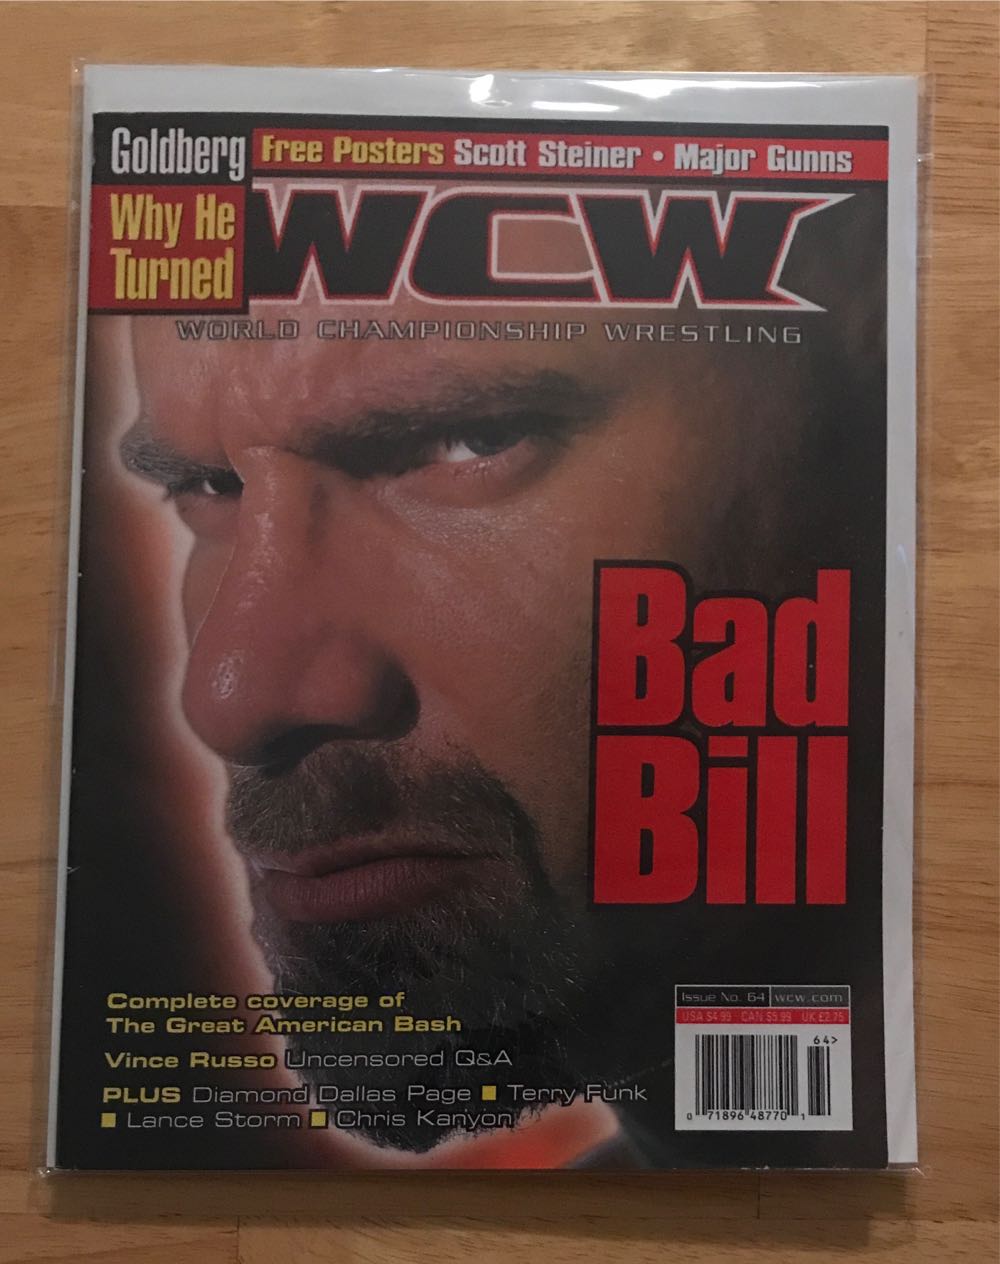 Goldberg
Why He
Turned
Free Posters Scott Steiner • Major Gunns
WCW
WORLD CHAMPIONSHIP WRESTLING
Bad
Bill
Complete coverage of
The Great American Bash
Vince Russo Uncensored Q&A
PLUS Diamond Dallas Page ■ Terry Funk
■ Lance Storm ■ Chris Kanyon
Issue No. 64 wcw.com
USA $4.99 CAN $5.99 UK £2.75
64>
0 71896 48770 1